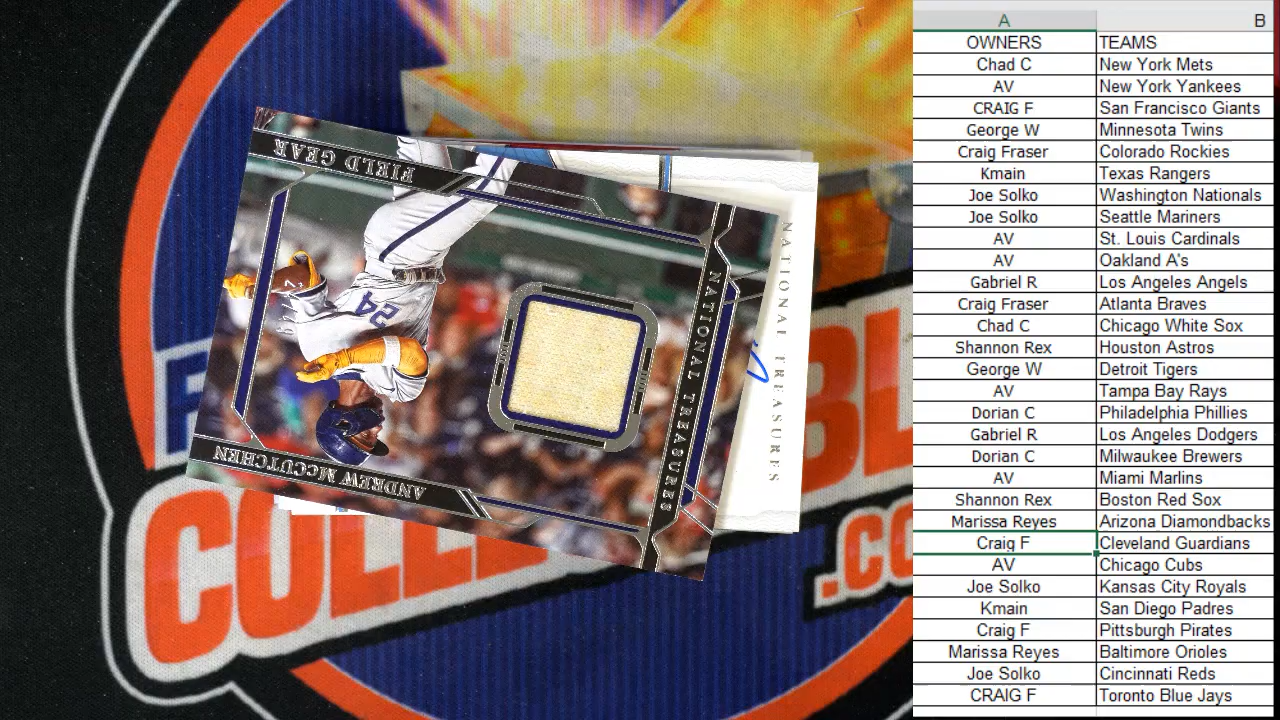 FIELD GEAR
24
NATIONAL TREASURES
ANDREW MCCUTCHEN
NATIONAL TREASURES
COLLE
BL
.CO
A B
OWNERS TEAMS
Chad C New York Mets
AV New York Yankees
CRAIG F San Francisco Giants
George W Minnesota Twins
Craig Fraser Colorado Rockies
Kmain Texas Rangers
Joe Solko Washington Nationals
Joe Solko Seattle Mariners
AV St. Louis Cardinals
AV Oakland A's
Gabriel R Los Angeles Angels
Craig Fraser Atlanta Braves
Chad C Chicago White Sox
Shannon Rex Houston Astros
George W Detroit Tigers
AV Tampa Bay Rays
Dorian C Philadelphia Phillies
Gabriel R Los Angeles Dodgers
Dorian C Milwaukee Brewers
AV Miami Marlins
Shannon Rex Boston Red Sox
Marissa Reyes Arizona Diamondbacks
Craig F Cleveland Guardians
AV Chicago Cubs
Joe Solko Kansas City Royals
Kmain San Diego Padres
Craig F Pittsburgh Pirates
Marissa Reyes Baltimore Orioles
Joe Solko Cincinnati Reds
CRAIG F Toronto Blue Jays